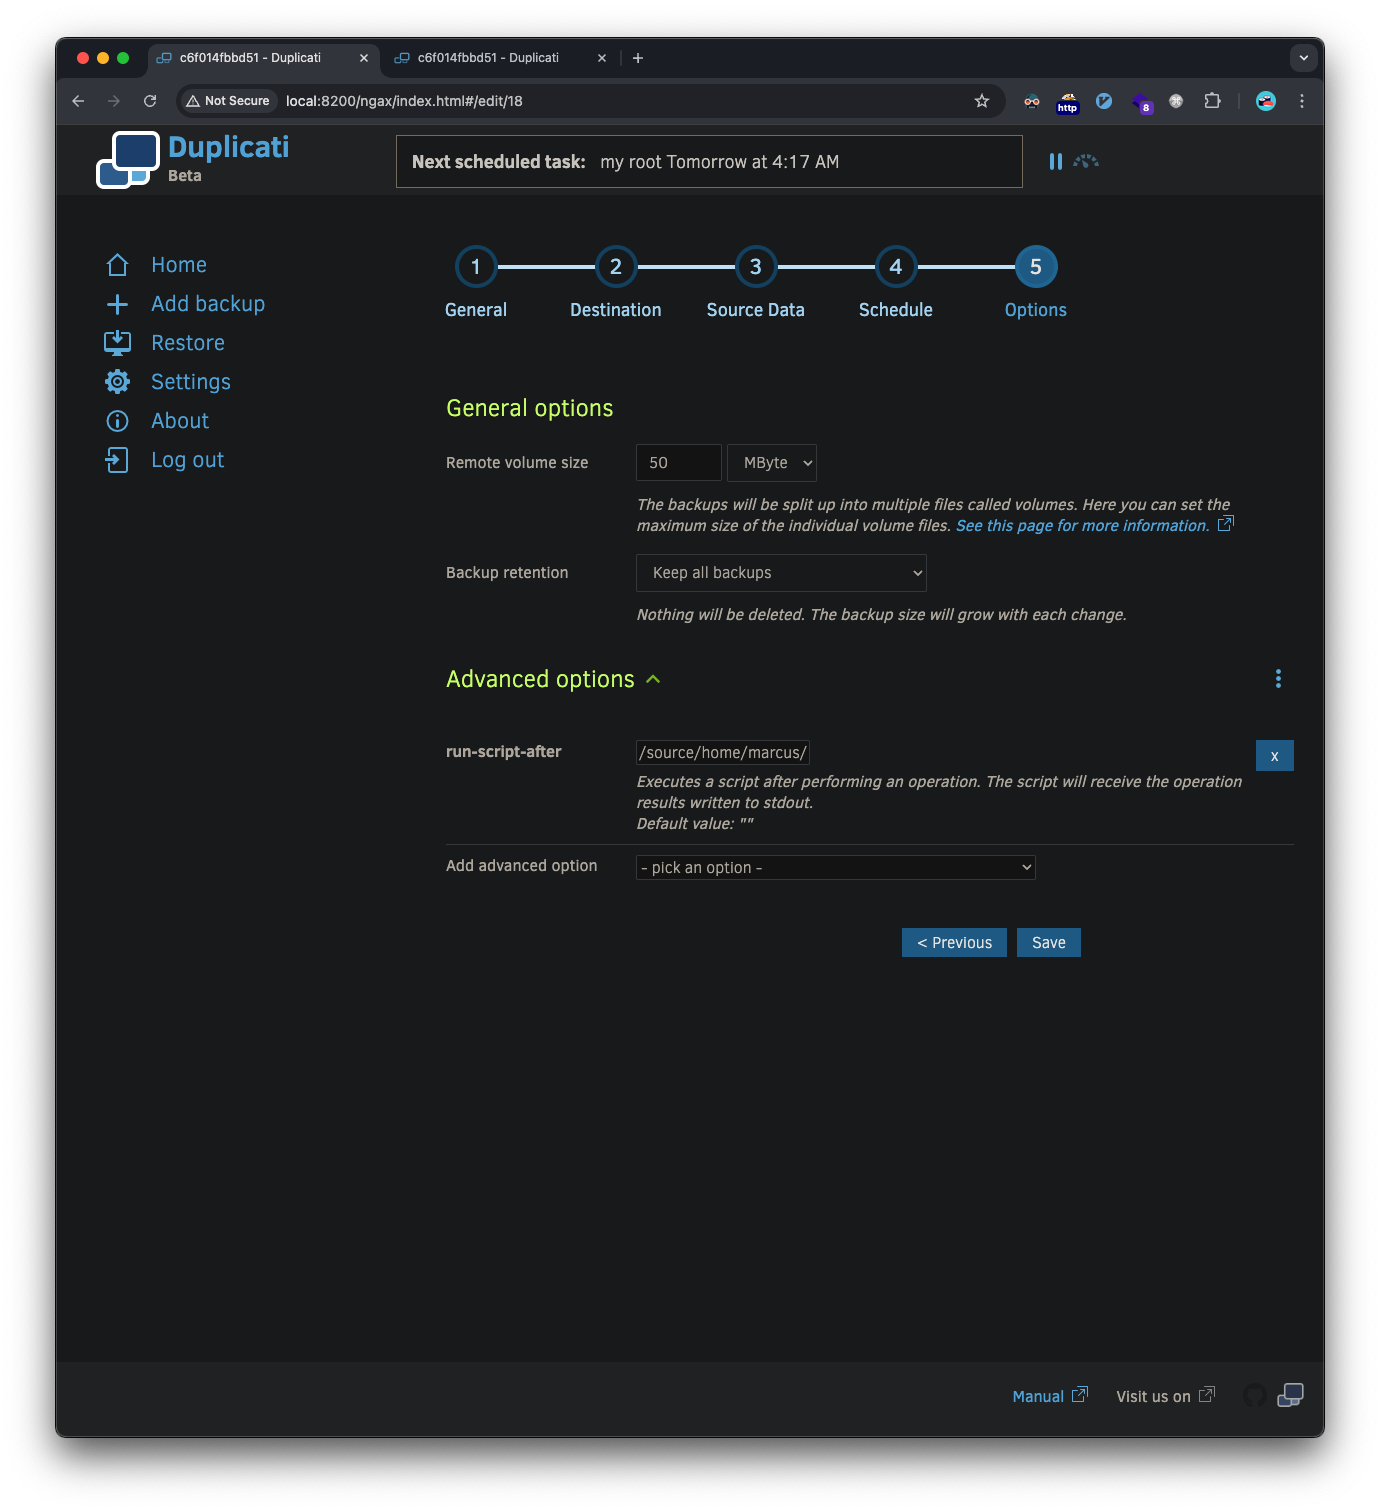 c6f014fbbd51 - Duplicati
c6f014fbbd51 - Duplicati
Not Secure
local:8200/ngax/index.html#/edit/18
http
8
Duplicati
Beta
Next scheduled task: my root Tomorrow at 4:17 AM
Home
Add backup
Restore
Settings
About
Log out
1
2
3
4
5
General
Destination
Source Data
Schedule
Options
General options
Remote volume size
50
MByte
The backups will be split up into multiple files called volumes. Here you can set the
maximum size of the individual volume files. See this page for more information.
Backup retention
Keep all backups
Nothing will be deleted. The backup size will grow with each change.
Advanced options
run-script-after
/source/home/marcus/
x
Executes a script after performing an operation. The script will receive the operation
results written to stdout.
Default value: ""
Add advanced option
- pick an option -
< Previous
Save
Manual
Visit us on